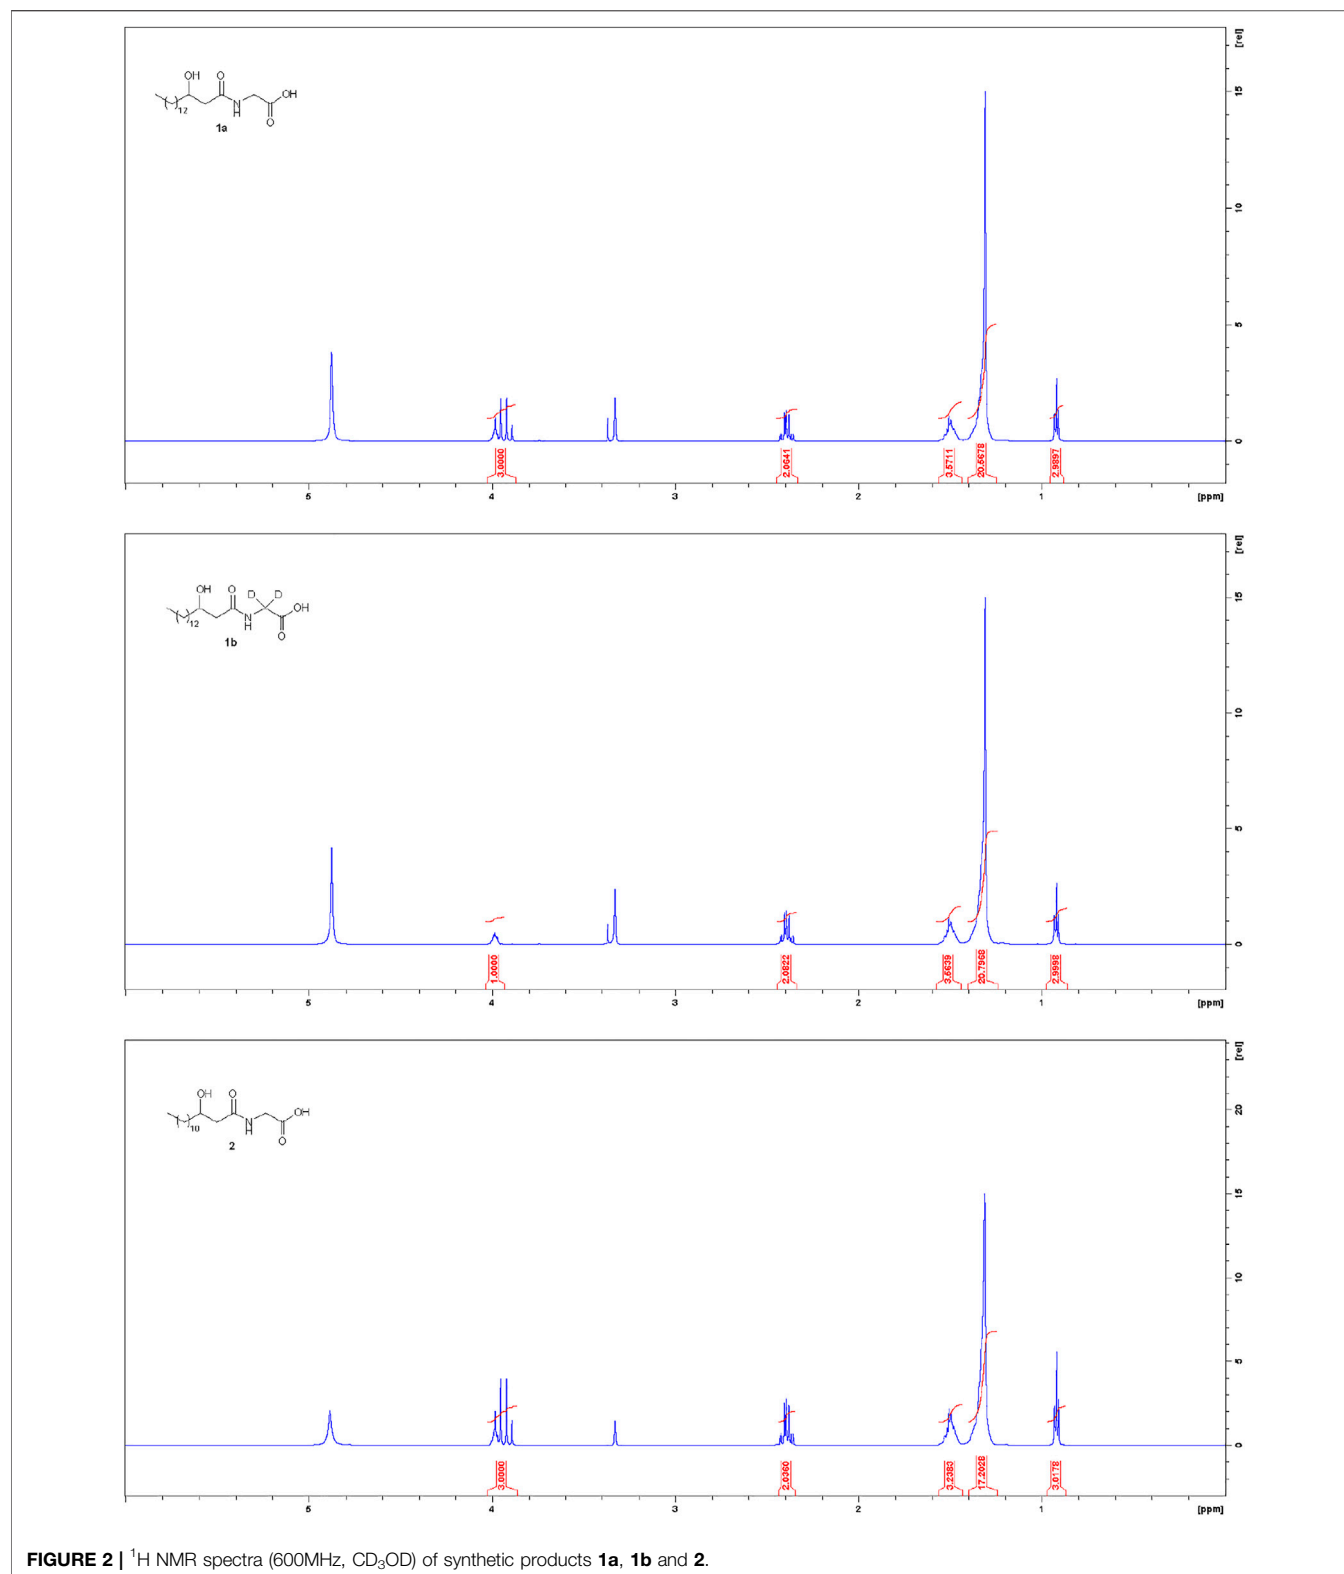 [rel]
15
10
5
0
OH
O
OH
12
N
H
O
1a
3.0000
2.0641
3.5711
20.5678
2.9897
5
4
3
2
1
[ppm]
[rel]
15
10
5
0
OH
O
D
D
OH
12
N
H
O
1b
1.0000
2.0822
3.5639
20.7968
2.9998
5
4
3
2
1
[ppm]
[rel]
20
15
10
5
0
OH
O
OH
10
N
H
O
2
3.0000
2.0360
3.2383
17.2028
3.0178
5
4
3
2
1
[ppm]
FIGURE 2 | ¹H NMR spectra (600MHz, CD₃OD) of synthetic products 1a, 1b and 2.